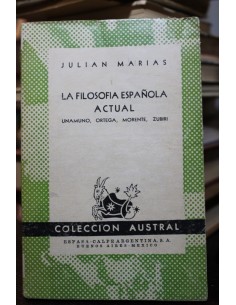 JULIAN MARIAS
LA FILOSOFIA ESPAÑOLA
ACTUAL
UNAMUNO, ORTEGA, MORENTE, ZUBIRI
COLECCION AUSTRAL
ESPASA-CALPE ARGENTINA, S.A.
BUENOS AIRES-MEXICO